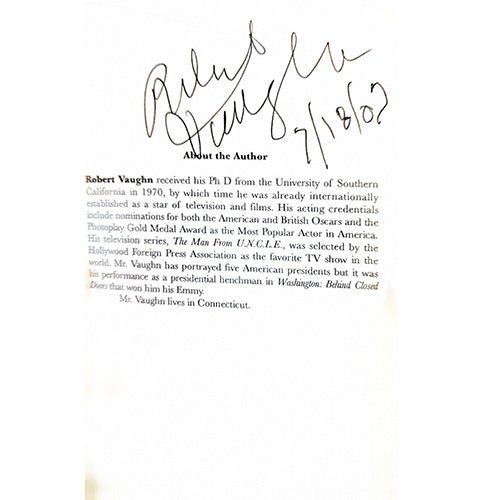 Robert
Vaughn
7/18/07
About the Author
Robert Vaughn received his Ph D from the University of Southern
California in 1970, by which time he was already internationally
established as a star of television and films. His acting credentials
include nominations for both the American and British Oscars and the
Photoplay Gold Medal Award as the Most Popular Actor in America.
His television series, The Man From U.N.C.L.E., was selected by the
Hollywood Foreign Press Association as the favorite TV show in the
world. Mr. Vaughn has portrayed five American presidents but it was
his performance as a presidential henchman in Washington: Behind Closed
Doors that won him his Emmy.
Mr. Vaughn lives in Connecticut.